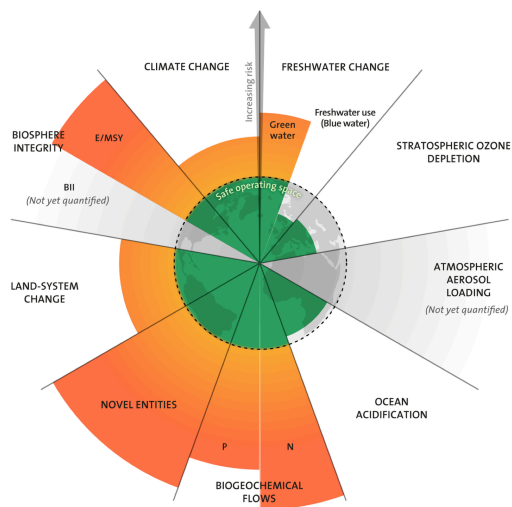 CLIMATE CHANGE
FRESHWATER CHANGE
Increasing risk
Green
water
Freshwater use
(Blue water)
BIOSPHERE
INTEGRITY
E/MSY
STRATOSPHERIC OZONE
DEPLETION
BII
(Not yet quantified)
Safe operating space
ATMOSPHERIC
AEROSOL
LOADING
(Not yet quantified)
LAND-SYSTEM
CHANGE
NOVEL ENTITIES
OCEAN
ACIDIFICATION
P
N
BIOGEOCHEMICAL
FLOWS